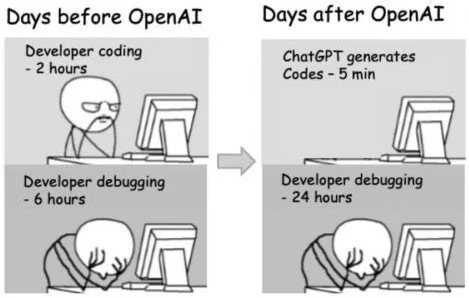 Days before OpenAI
Developer coding
- 2 hours
Developer debugging
- 6 hours
Days after OpenAI
ChatGPT generates
Codes - 5 min
Developer debugging
- 24 hours